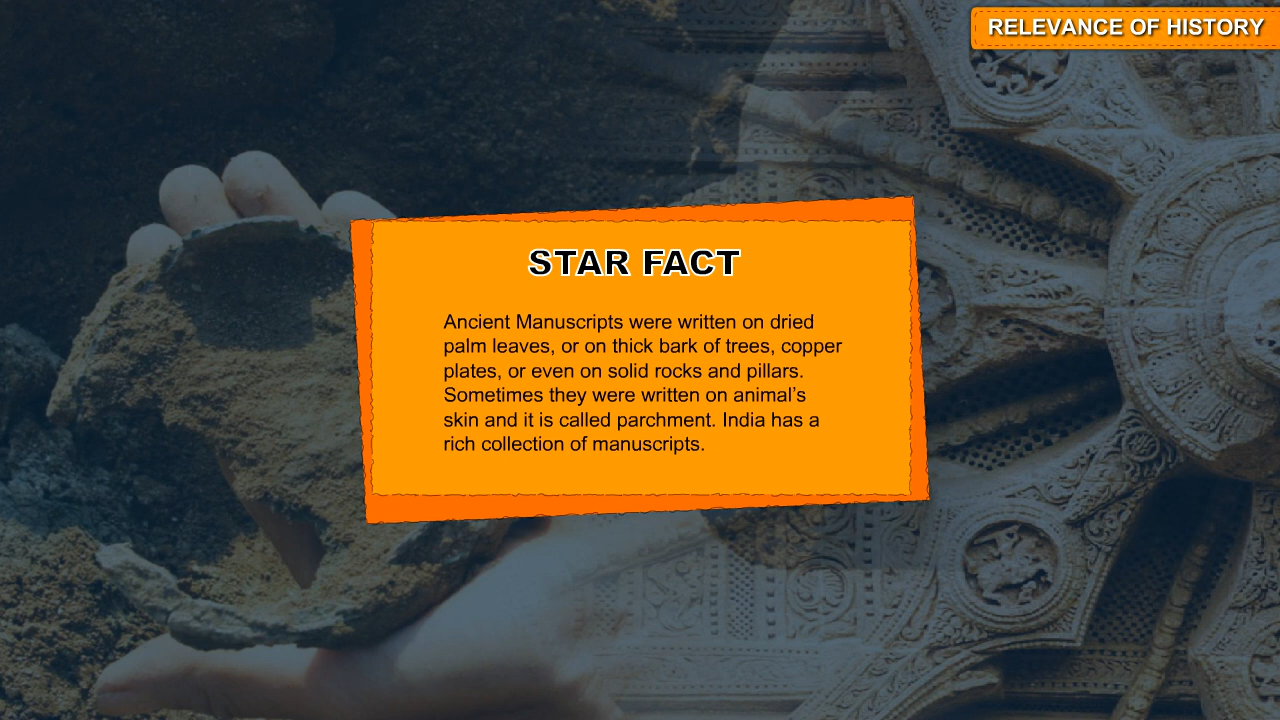 RELEVANCE OF HISTORY
STAR FACT
Ancient Manuscripts were written on dried
palm leaves, or on thick bark of trees, copper
plates, or even on solid rocks and pillars.
Sometimes they were written on animal’s
skin and it is called parchment. India has a
rich collection of manuscripts.